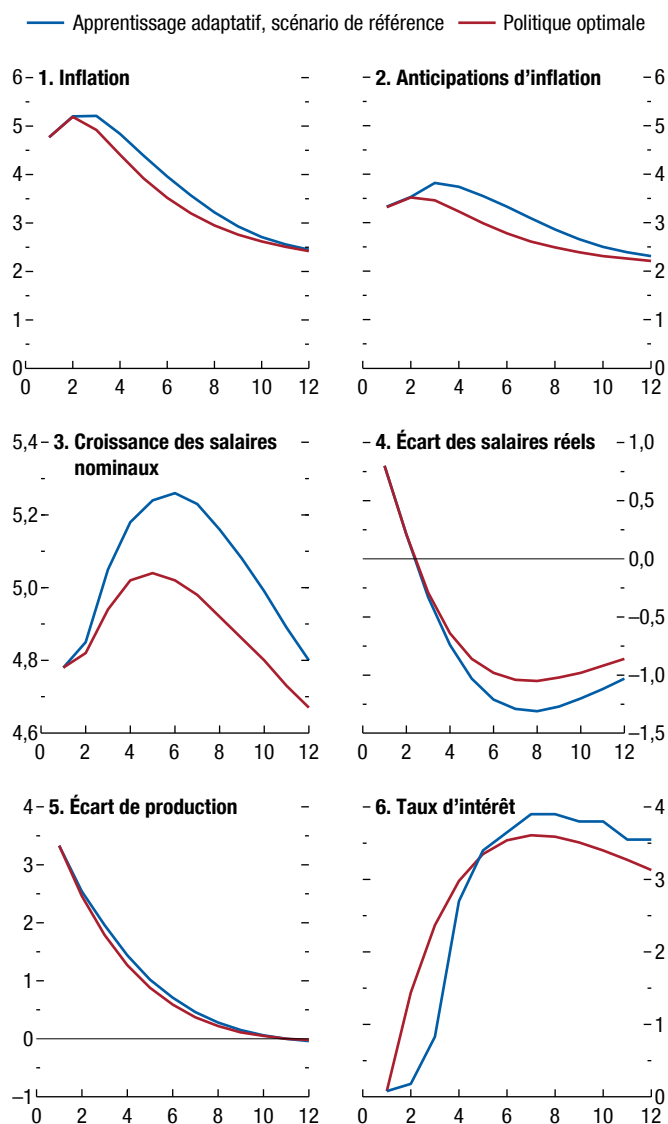 Apprentissage adaptatif, scénario de référence Politique optimale
1. Inflation
6
5
4
3
2
1
0
0 2 4 6 8 10 12
2. Anticipations d'inflation
6
5
4
3
2
1
0
0 2 4 6 8 10 12
3. Croissance des salaires
nominaux
5,4
5,2
5,0
4,8
4,6
0 2 4 6 8 10 12
4. Écart des salaires réels
1,0
0,5
0,0
–0,5
–1,0
–1,5
0 2 4 6 8 10 12
5. Écart de production
4
3
2
1
0
–1
0 2 4 6 8 10 12
6. Taux d'intérêt
4
3
2
1
0
0 2 4 6 8 10 12